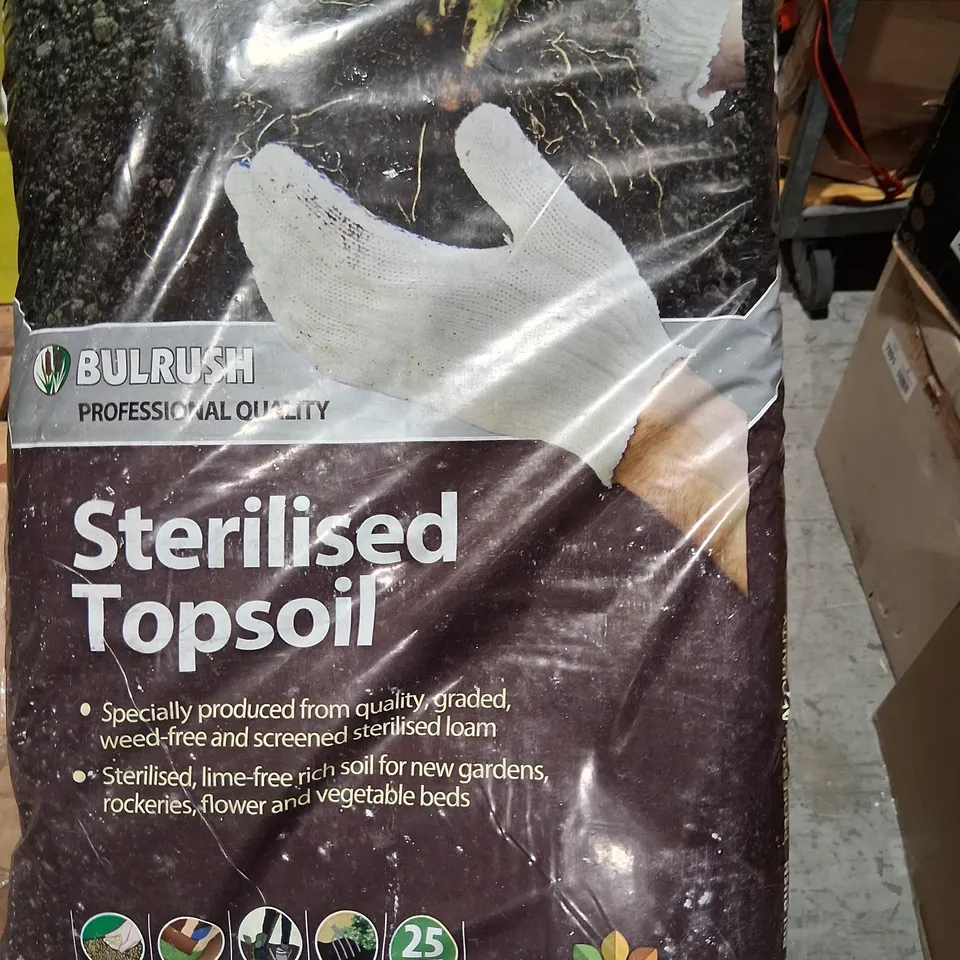 BULRUSH
PROFESSIONAL QUALITY
Sterilised
Topsoil
• Specially produced from quality, graded,
weed-free and screened sterilised loam
• Sterilised, lime-free rich soil for new gardens,
rockeries, flower and vegetable beds
25